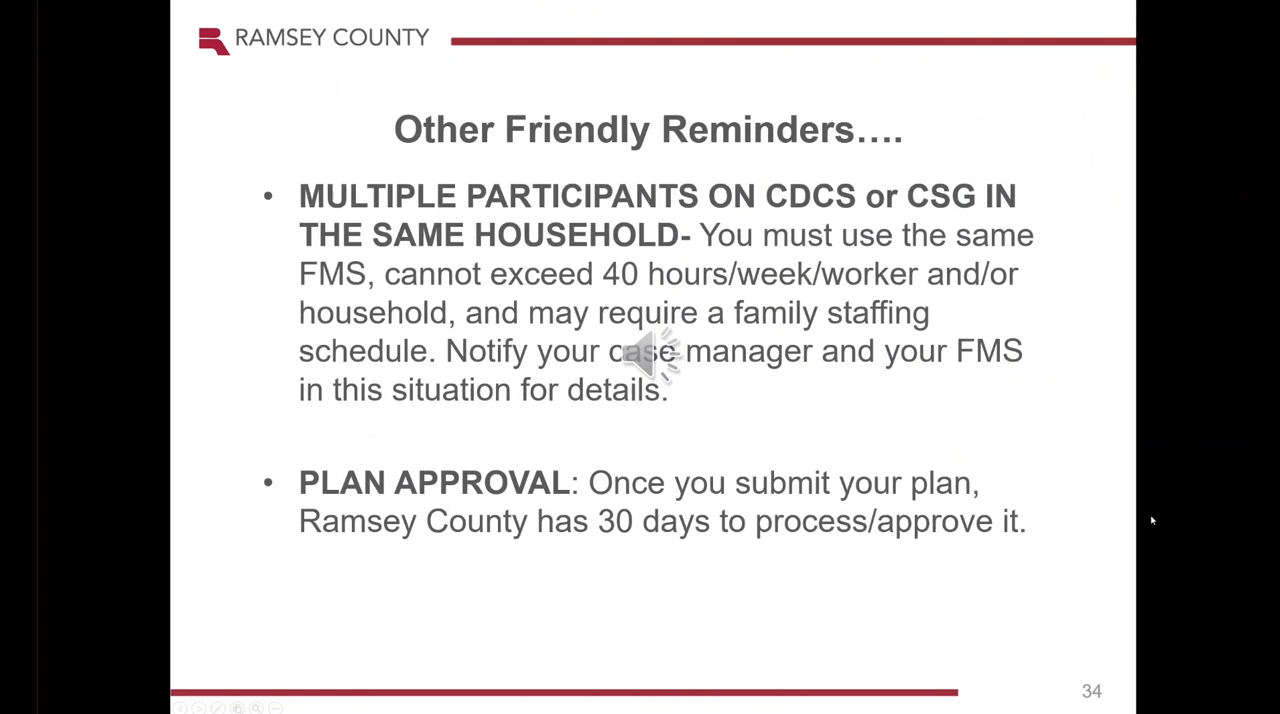 RAMSEY COUNTY
Other Friendly Reminders….
• MULTIPLE PARTICIPANTS ON CDCS or CSG IN
THE SAME HOUSEHOLD- You must use the same
FMS, cannot exceed 40 hours/week/worker and/or
household, and may require a family staffing
schedule. Notify your case manager and your FMS
in this situation for details.
• PLAN APPROVAL: Once you submit your plan,
Ramsey County has 30 days to process/approve it.
34